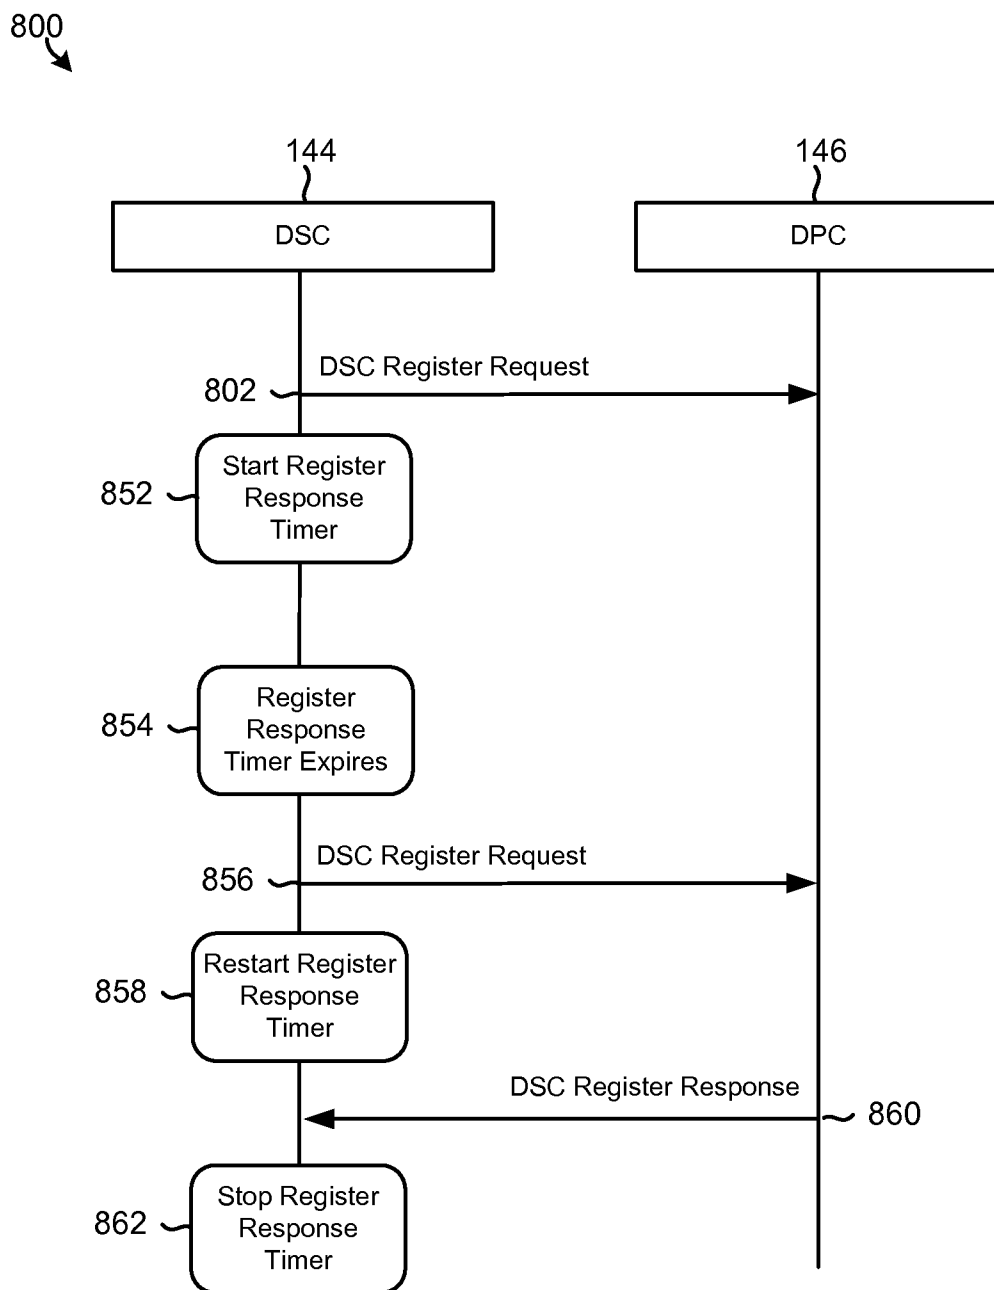 800
144
146
DSC
DPC
DSC Register Request
802
Start Register
Response
Timer
852
Register
Response
Timer Expires
854
DSC Register Request
856
Restart Register
Response
Timer
858
DSC Register Response
860
Stop Register
Response
Timer
862